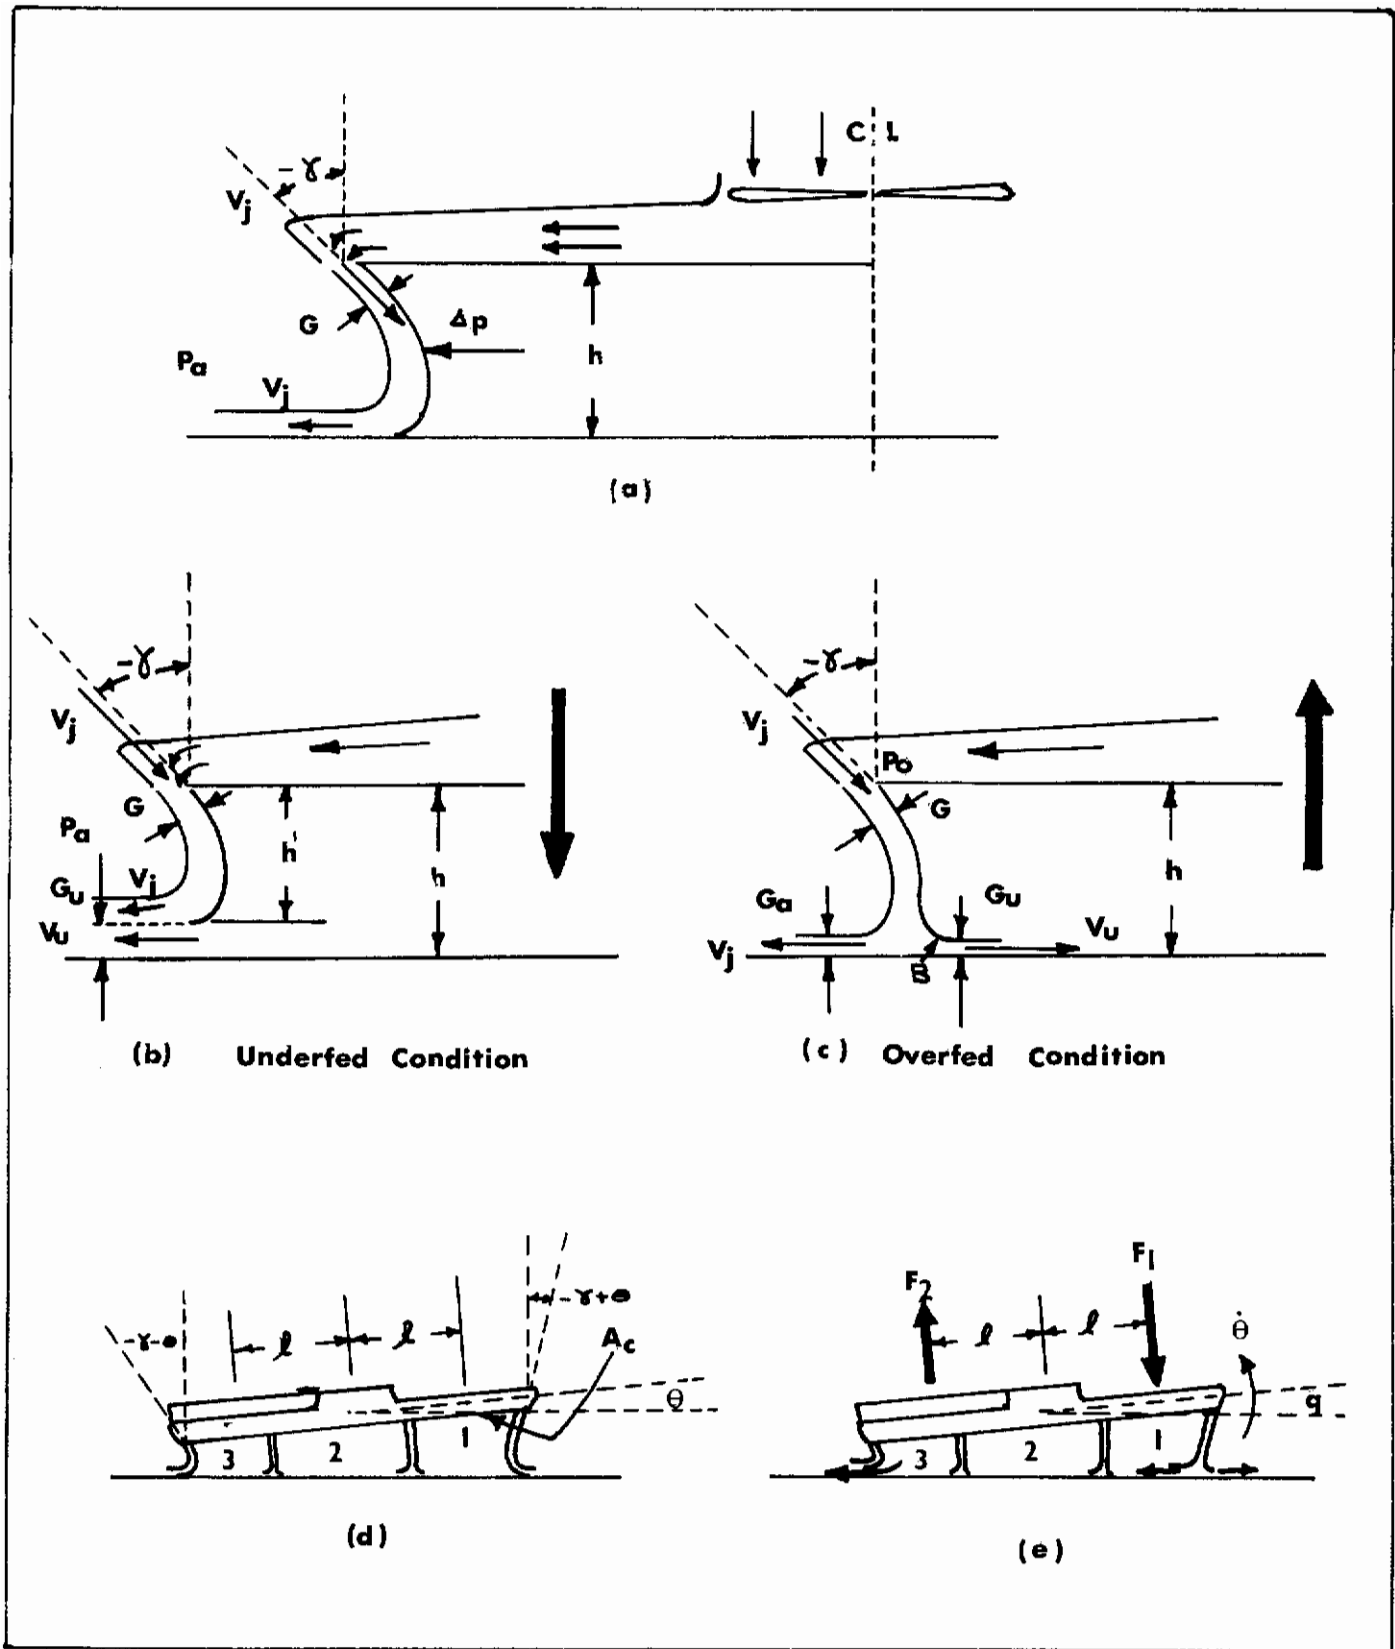 C L
-γ
Vj
G
Δp
h
Pa
Vj
(a)
-γ
Vj
G
Pa
h'
h
Gu Vj
Vu
(b) Underfed Condition
-γ
Vj
Po
G
h
Ga Gu
Vu
Vj
B
(c) Overfed Condition
-γ-θ
l l
-γ+θ
Ac
θ
3 2 1
(d)
F1
F2
l l
θ̇
q
3 2 1
(e)